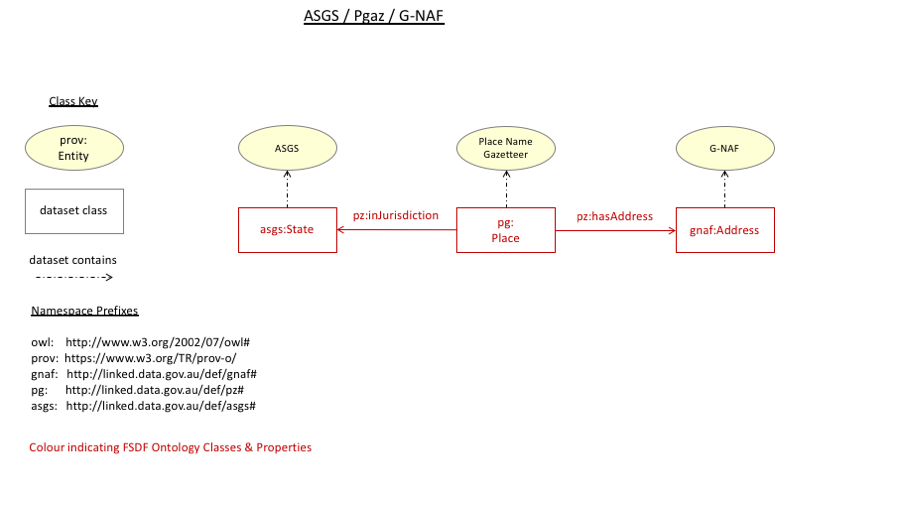 ASGS / Pgaz / G-NAF
Class Key
prov:
Entity
dataset class
dataset contains
ASGS
Place Name
Gazetteer
G-NAF
asgs:State
pz:inJurisdiction
pg:
Place
pz:hasAddress
gnaf:Address
Namespace Prefixes
owl: http://www.w3.org/2002/07/owl#
prov: https://www.w3.org/TR/prov-o/
gnaf: http://linked.data.gov.au/def/gnaf#
pg: http://linked.data.gov.au/def/pz#
asgs: http://linked.data.gov.au/def/asgs#
Colour indicating FSDF Ontology Classes & Properties